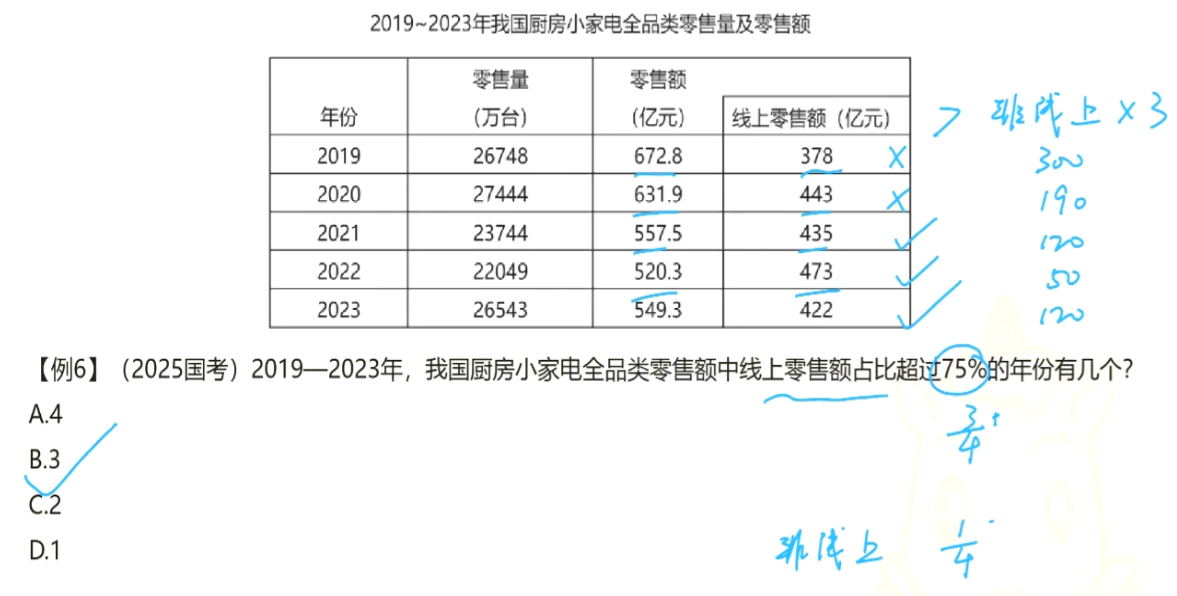 2019~2023年我国厨房小家电全品类零售量及零售额
年份 零售量（万台） 零售额（亿元） 线上零售额（亿元） > 非线上×3
2019 26748 672.8 378 × 300
2020 27444 631.9 443 × 190
2021 23744 557.5 435 ✓ 120
2022 22049 520.3 473 ✓ 50
2023 26543 549.3 422 ✓ 120
【例6】（2025国考）2019—2023年，我国厨房小家电全品类零售额中线上零售额占比超过75%的年份有几个？
3/4+
A.4
B.3 ✓
C.2
D.1
非线上 1/4-